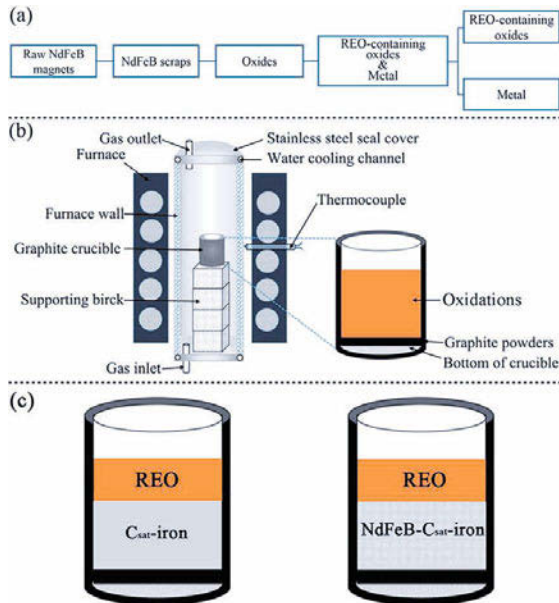 (a)
Raw NdFeB
magnets
NdFeB scraps
Oxides
REO-containing
oxides
&
Metal
REO-containing
oxides
Metal
(b)
Gas outlet
Furnace
Furnace wall
Graphite crucible
Supporting birck
Gas inlet
Stainless steel seal cover
Water cooling channel
Thermocouple
Oxidations
Graphite powders
Bottom of crucible
(c)
REO
Csat-iron
REO
NdFeB-Csat-iron